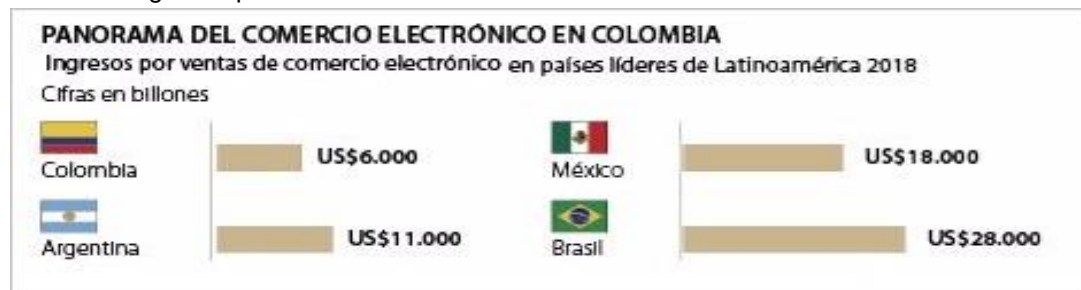 PANORAMA DEL COMERCIO ELECTRÓNICO EN COLOMBIA
Ingresos por ventas de comercio electrónico en países líderes de Latinoamérica 2018
Cifras en billones
Colombia
US$6.000
México
US$18.000
Argentina
US$11.000
Brasil
US$28.000